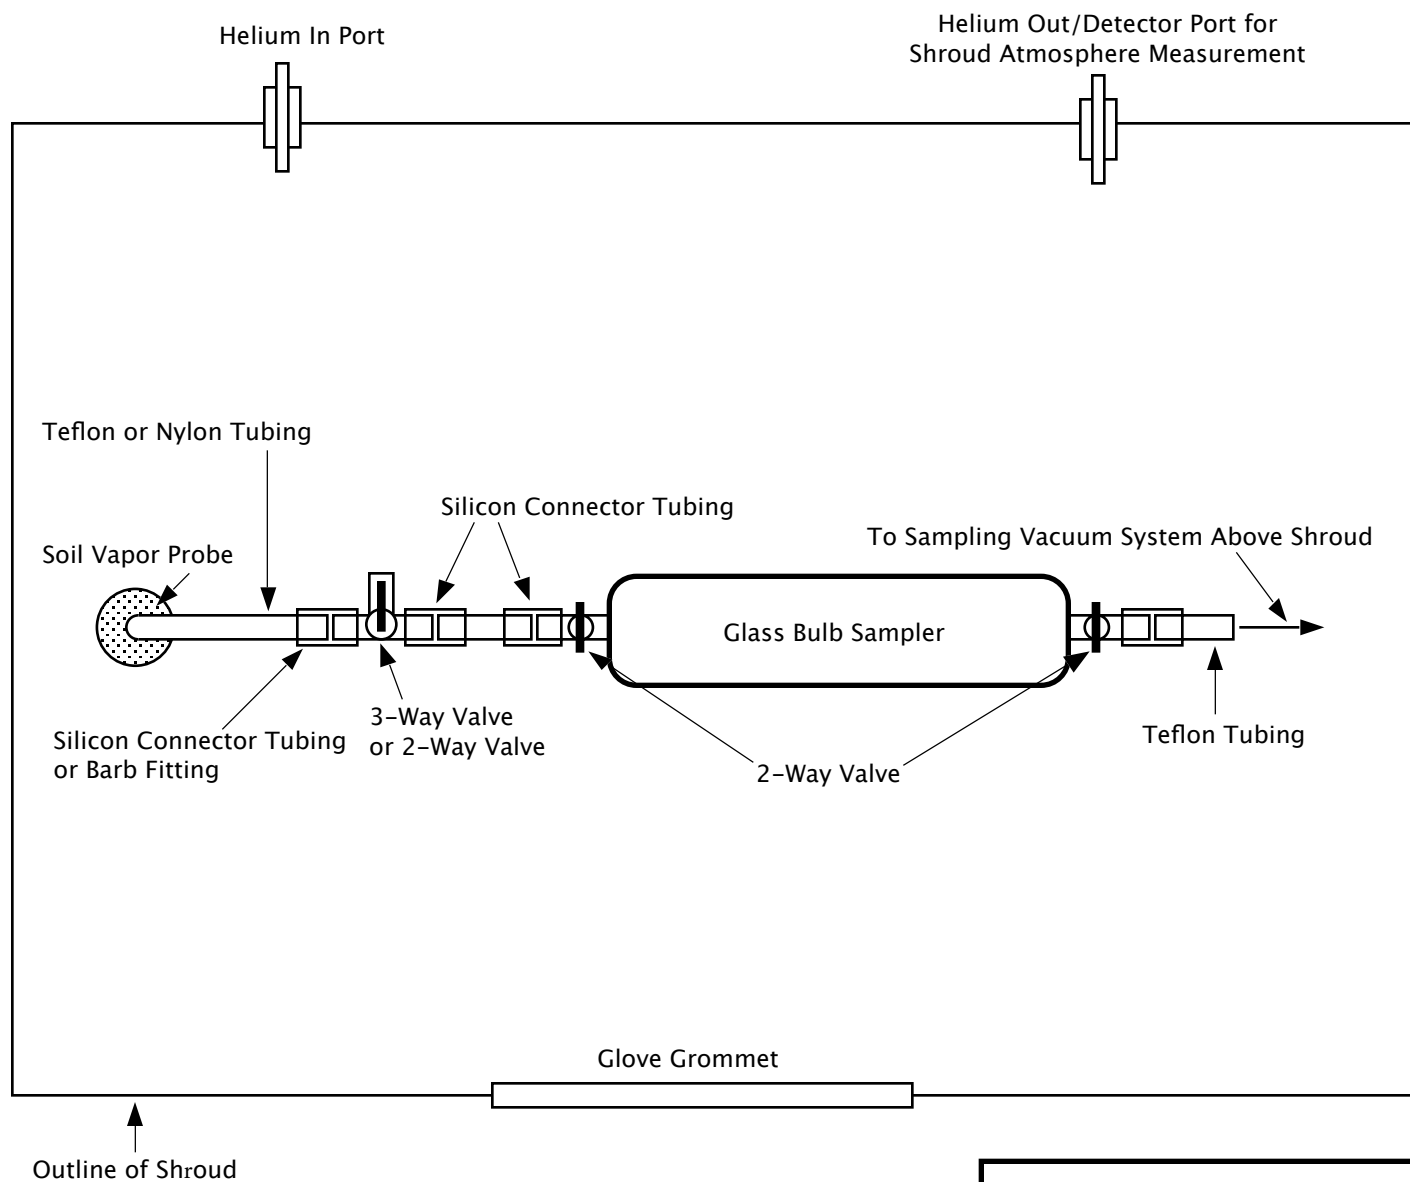 Helium In Port
Helium Out/Detector Port for
Shroud Atmosphere Measurement
Teflon or Nylon Tubing
Silicon Connector Tubing
To Sampling Vacuum System Above Shroud
Soil Vapor Probe
Glass Bulb Sampler
3-Way Valve
or 2-Way Valve
Silicon Connector Tubing
or Barb Fitting
Teflon Tubing
2-Way Valve
Glove Grommet
Outline of Shroud